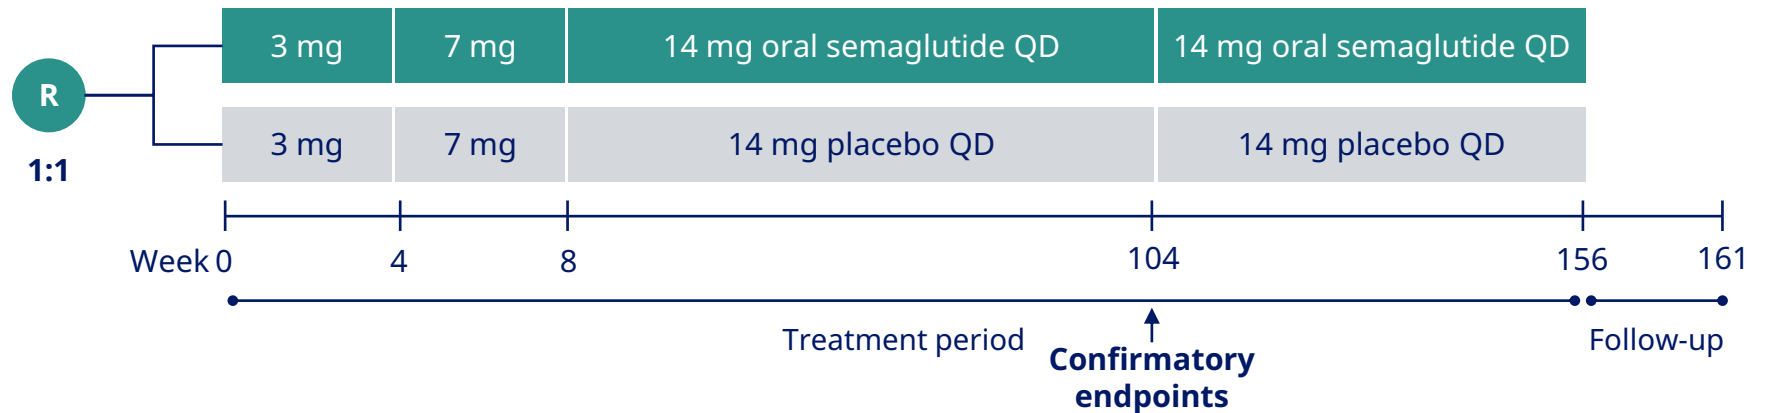 3 mg 7 mg 14 mg oral semaglutide QD 14 mg oral semaglutide QD
R
3 mg 7 mg 14 mg placebo QD 14 mg placebo QD
1:1
Week 0 4 8 104 156 161
Treatment period Follow-up
Confirmatory
endpoints